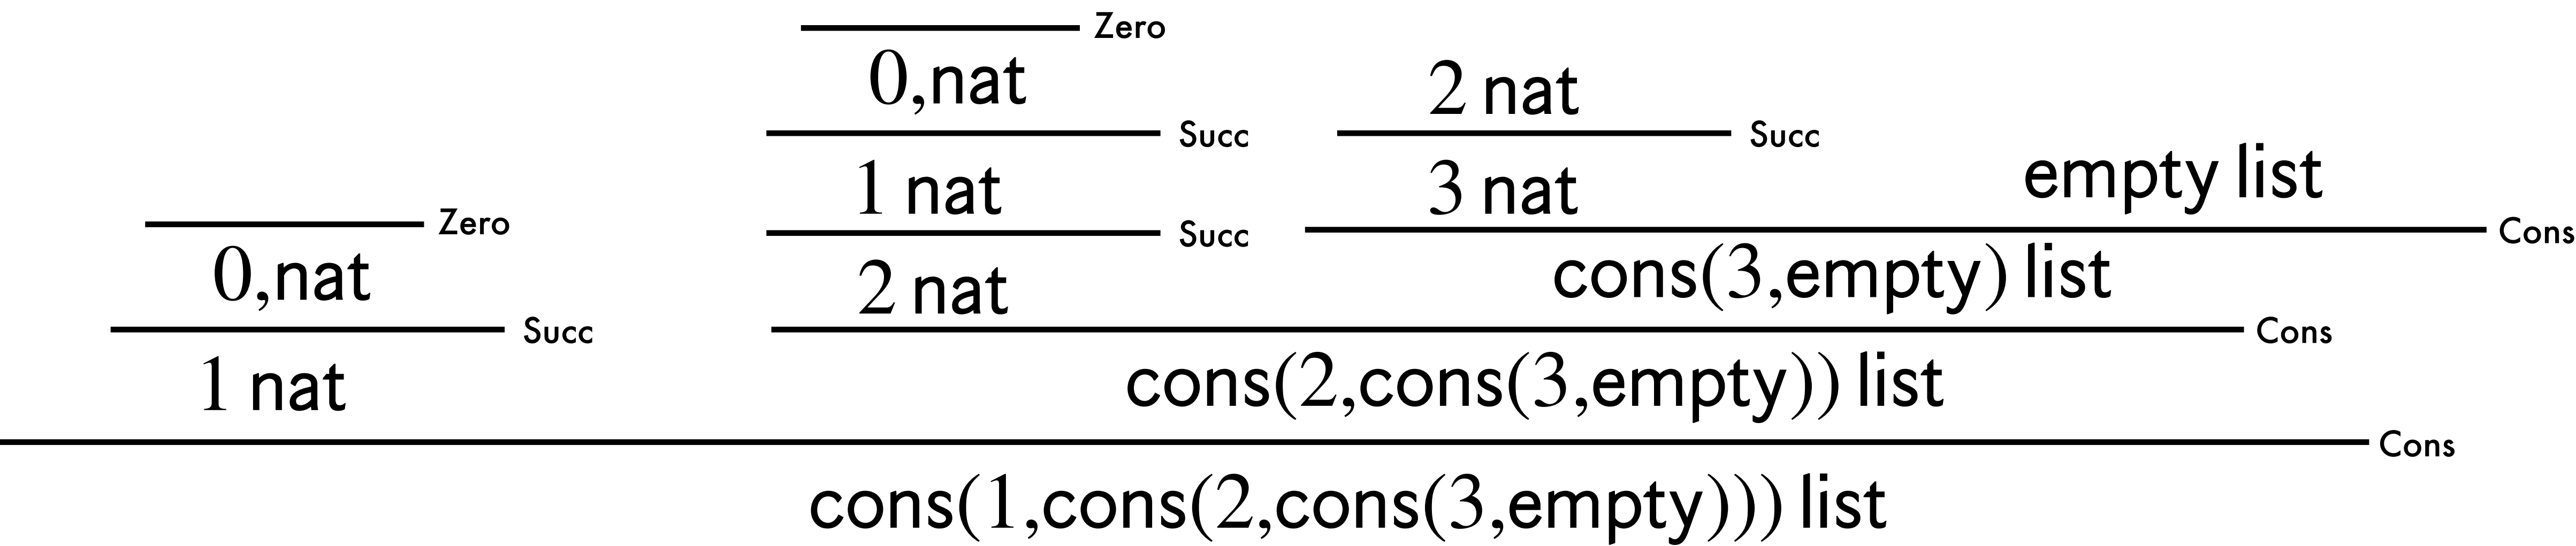 Zero
0,nat 2 nat
Succ Succ
1 nat 3 nat empty list
Zero Succ Cons
0,nat 2 nat cons(3,empty) list
Succ Cons
1 nat cons(2,cons(3,empty)) list
Cons
cons(1,cons(2,cons(3,empty))) list